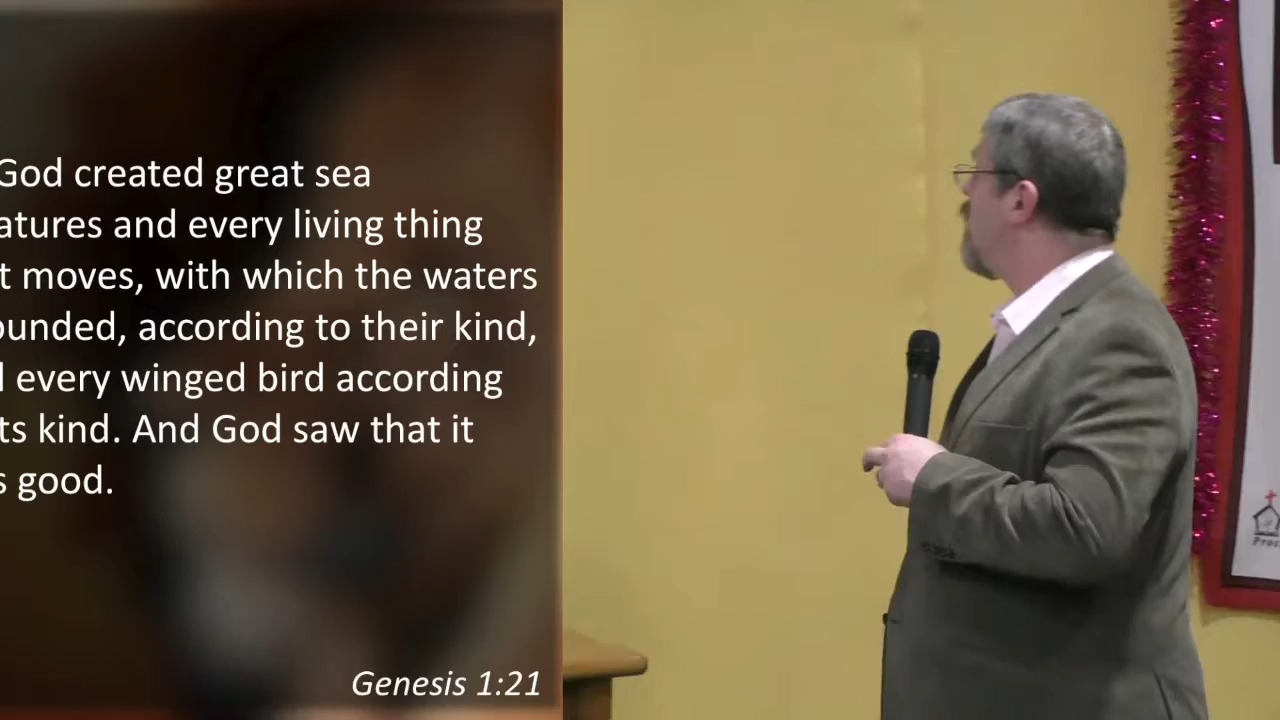 God created great sea
atures and every living thing
t moves, with which the waters
ounded, according to their kind,
every winged bird according
ts kind. And God saw that it
s good.
Genesis 1:21